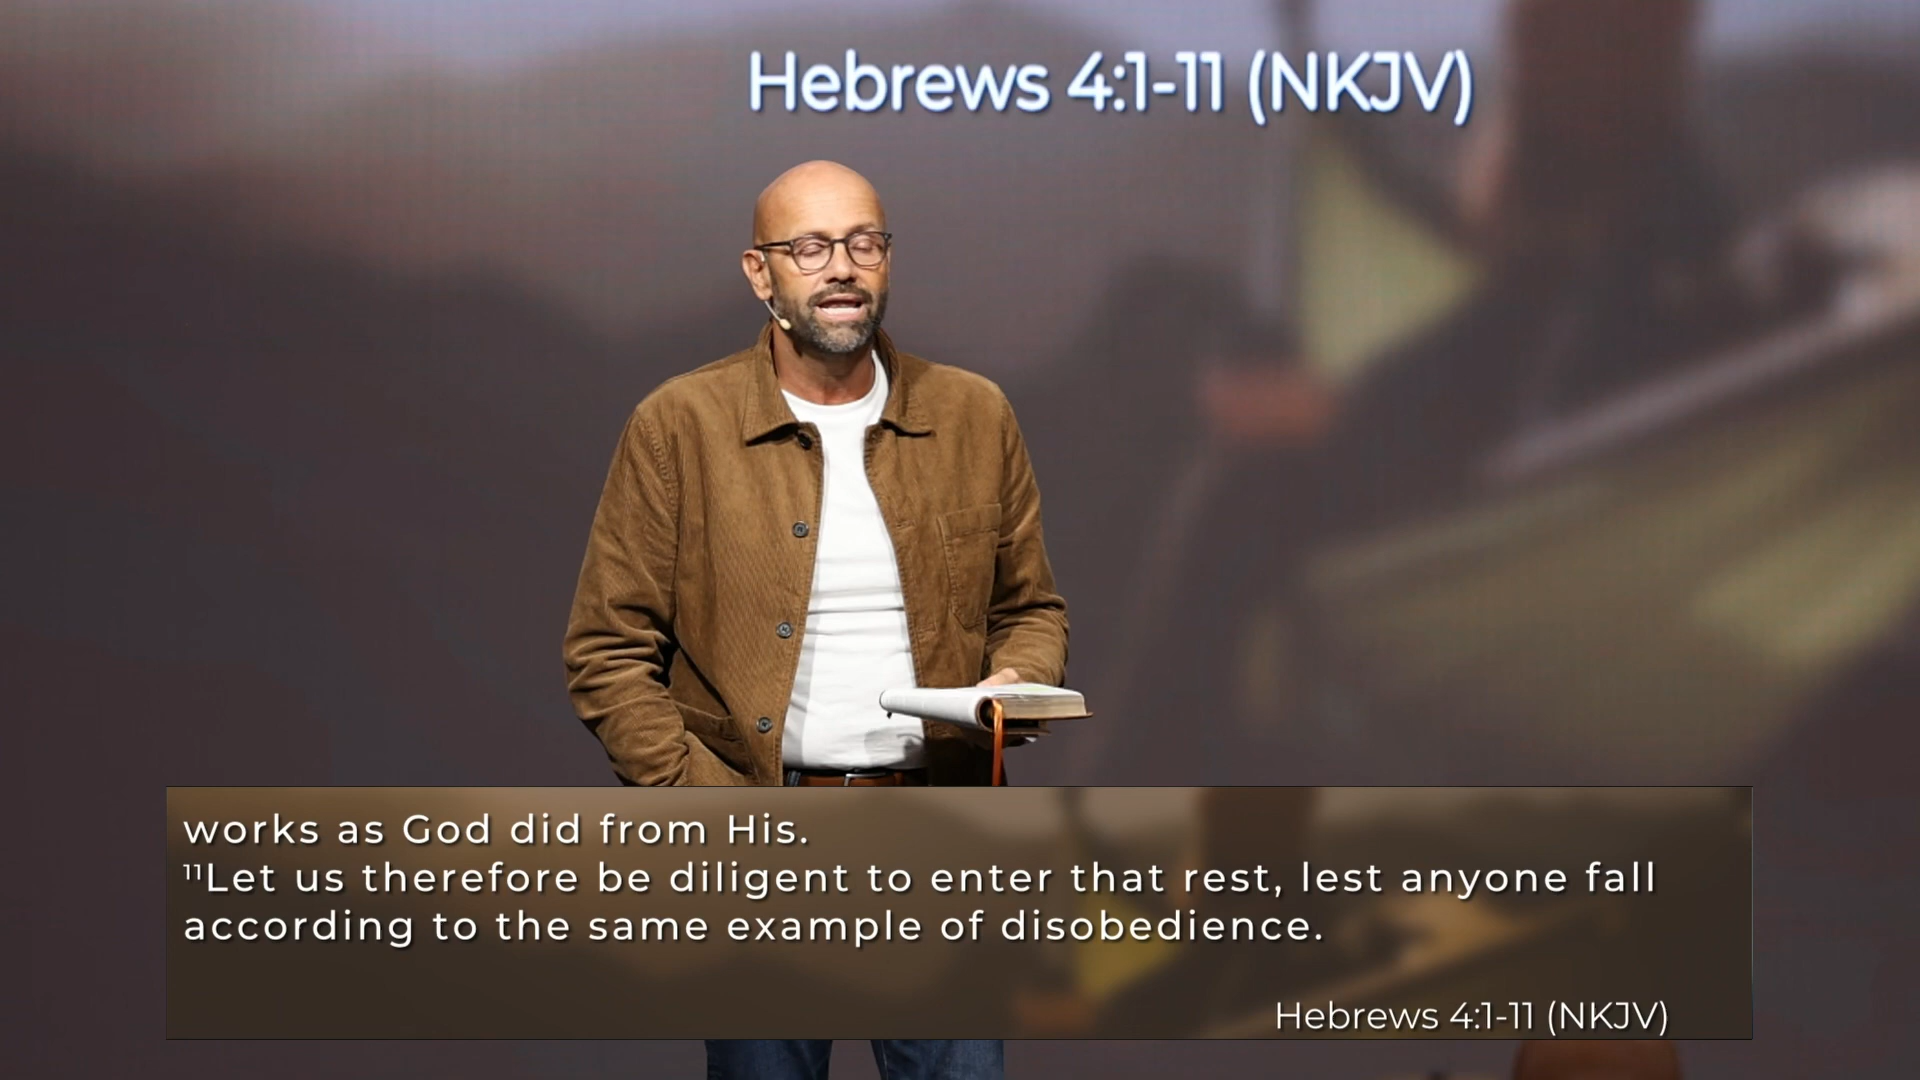 Hebrews 4:1-11 (NKJV)
works as God did from His.
¹¹Let us therefore be diligent to enter that rest, lest anyone fall
according to the same example of disobedience.
Hebrews 4:1-11 (NKJV)